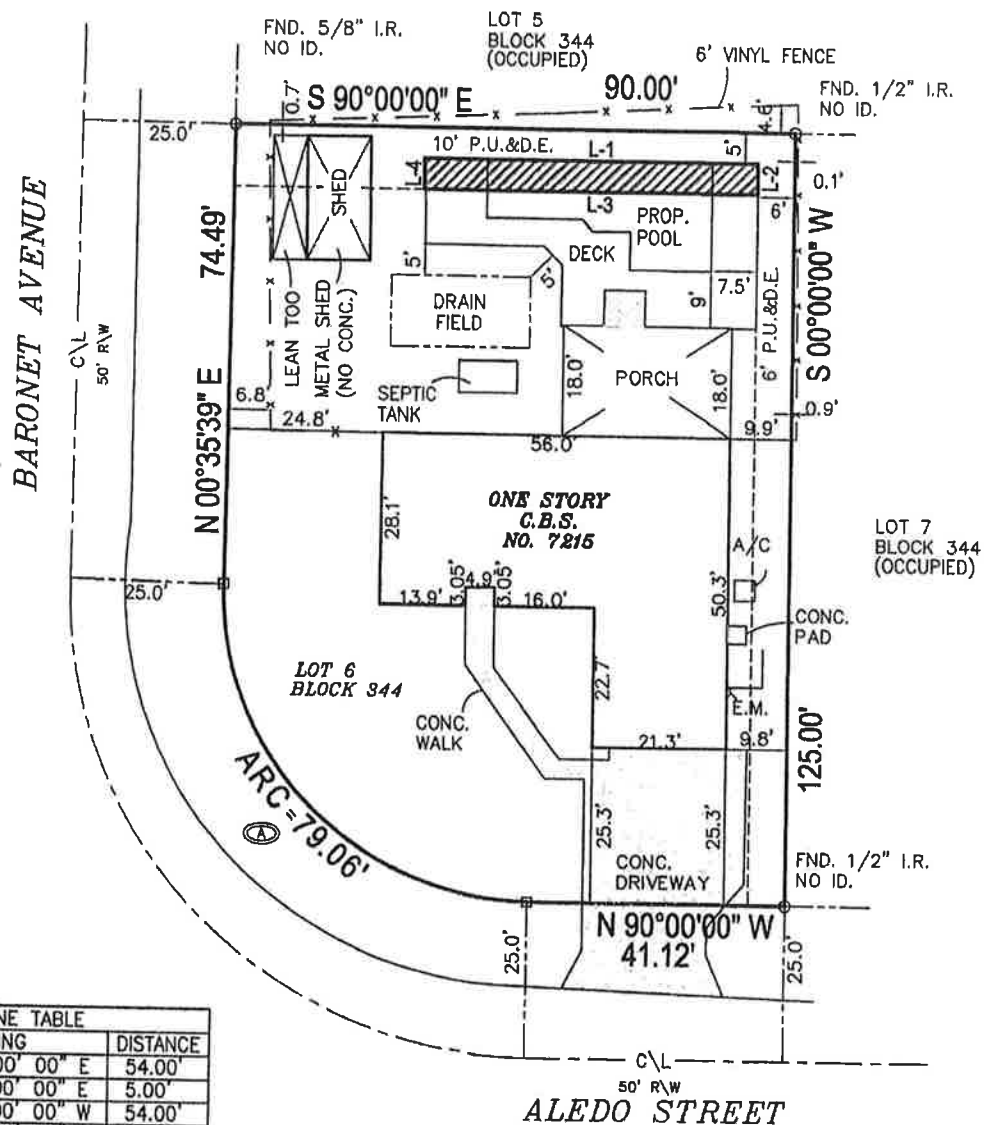 FND. 5/8" I.R.
NO ID.
LOT 5
BLOCK 344
(OCCUPIED)
6' VINYL FENCE
FND. 1/2" I.R.
NO ID.
0.7'
S 90°00'00" E
90.00'
4.6'
25.0'
10' P.U.&D.E.
L-1
5'
L-4
L-2
0.1'
L-3
6'
SHED
PROP.
POOL
DECK
BARONET AVENUE
C\L
50' R\W
74.49'
N 00°35'39" E
LEAN TOO
METAL SHED
(NO CONC.)
5'
5'
DRAIN
FIELD
9'
7.5'
6' P.U.&D.E.
S 00°00'00" W
SEPTIC
TANK
18.0'
PORCH
18.0'
6.8'
24.8'
56.0'
0.9'
9.9'
28.1'
ONE STORY
C.B.S.
NO. 7215
LOT 7
BLOCK 344
(OCCUPIED)
A/C
50.3'
25.0'
13.9'
3.05'
4.9'
3.05'
16.0'
CONC.
PAD
LOT 6
BLOCK 344
22.7'
CONC.
WALK
E.M.
21.3'
9.8'
125.00'
ARC = 79.06'
A
25.3'
25.3'
CONC.
DRIVEWAY
FND. 1/2" I.R.
NO ID.
N 90°00'00" W
41.12'
25.0'
25.0'
NE TABLE
NG DISTANCE
00' 00" E 54.00'
00' 00" E 5.00'
00' 00" W 54.00'
C\L
50' R\W
ALEDO STREET